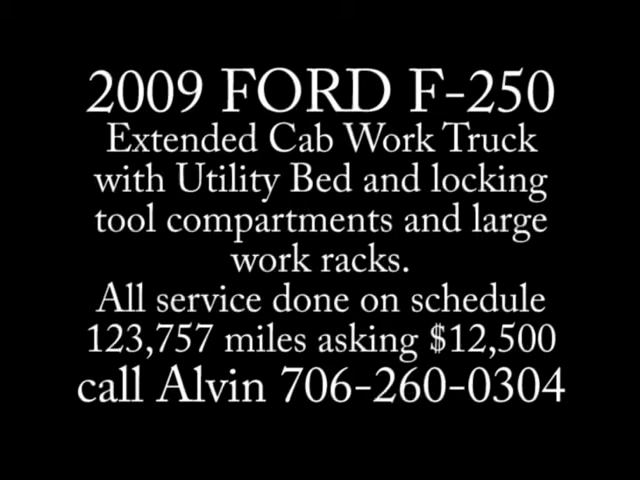 2009 FORD F-250
Extended Cab Work Truck
with Utility Bed and locking
tool compartments and large
work racks.
All service done on schedule
123,757 miles asking $12,500
call Alvin 706-260-0304